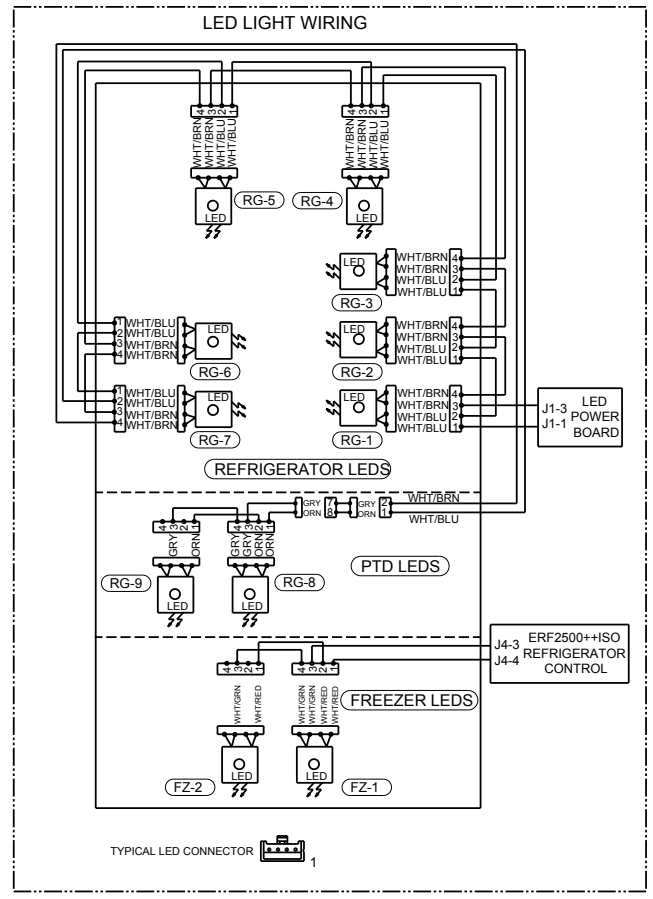 LED LIGHT WIRING
4 3 2 1
4 3 2 1
WHT/BRN
WHT/BRN
WHT/BLU
WHT/BLU
WHT/BRN
WHT/BRN
WHT/BLU
WHT/BLU
LED
RG-5
RG-4
LED
LED
RG-3
WHT/BRN 4
WHT/BRN 3
WHT/BLU 2
WHT/BLU 1
1 WHT/BLU
2 WHT/BLU
3 WHT/BRN
4 WHT/BRN
LED
RG-6
LED
RG-2
WHT/BRN 4
WHT/BRN 3
WHT/BLU 2
WHT/BLU 1
1 WHT/BLU
2 WHT/BLU
3 WHT/BRN
4 WHT/BRN
LED
RG-7
LED
RG-1
WHT/BRN 4
WHT/BRN 3
WHT/BLU 2
WHT/BLU 1
J1-3
J1-1
LED
POWER
BOARD
REFRIGERATOR LEDS
GRY 7
ORN 8
GRY 2
ORN 1
WHT/BRN
WHT/BLU
4 3 2 1
GRY
ORN
4 3 2 1
GRY
GRY
ORN
ORN
RG-9
LED
RG-8
LED
PTD LEDS
J4-3
J4-4
ERF2500++ISO
REFRIGERATOR
CONTROL
4 3 2 1
WHT/GRN
WHT/RED
4 3 2 1
WHT/GRN
WHT/GRN
WHT/RED
WHT/RED
FREEZER LEDS
LED
FZ-2
LED
FZ-1
TYPICAL LED CONNECTOR
1